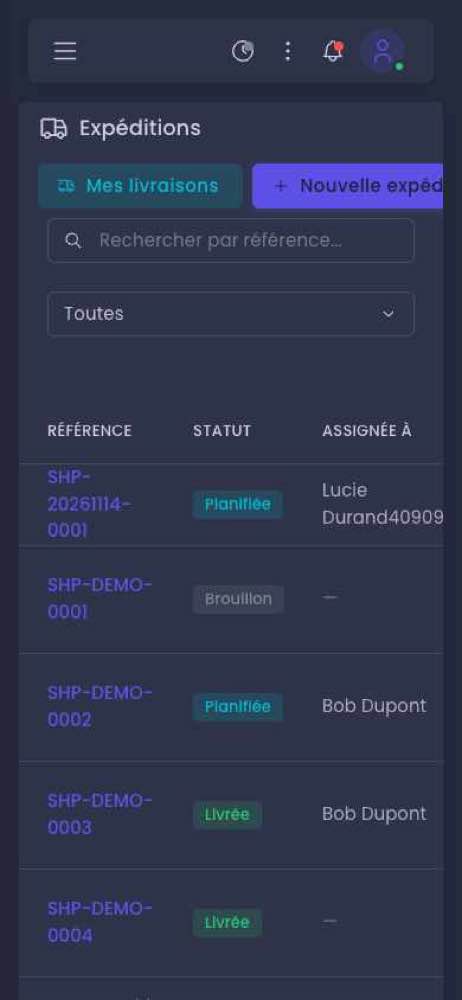 Expéditions
Mes livraisons
+ Nouvelle expéd
Rechercher par référence...
Toutes
RÉFÉRENCE STATUT ASSIGNÉE À
SHP-
20261114-
0001
Planifiée
Lucie
Durand40909
SHP-DEMO-
0001
Brouillon
—
SHP-DEMO-
0002
Planifiée
Bob Dupont
SHP-DEMO-
0003
Livrée
Bob Dupont
SHP-DEMO-
0004
Livrée
—